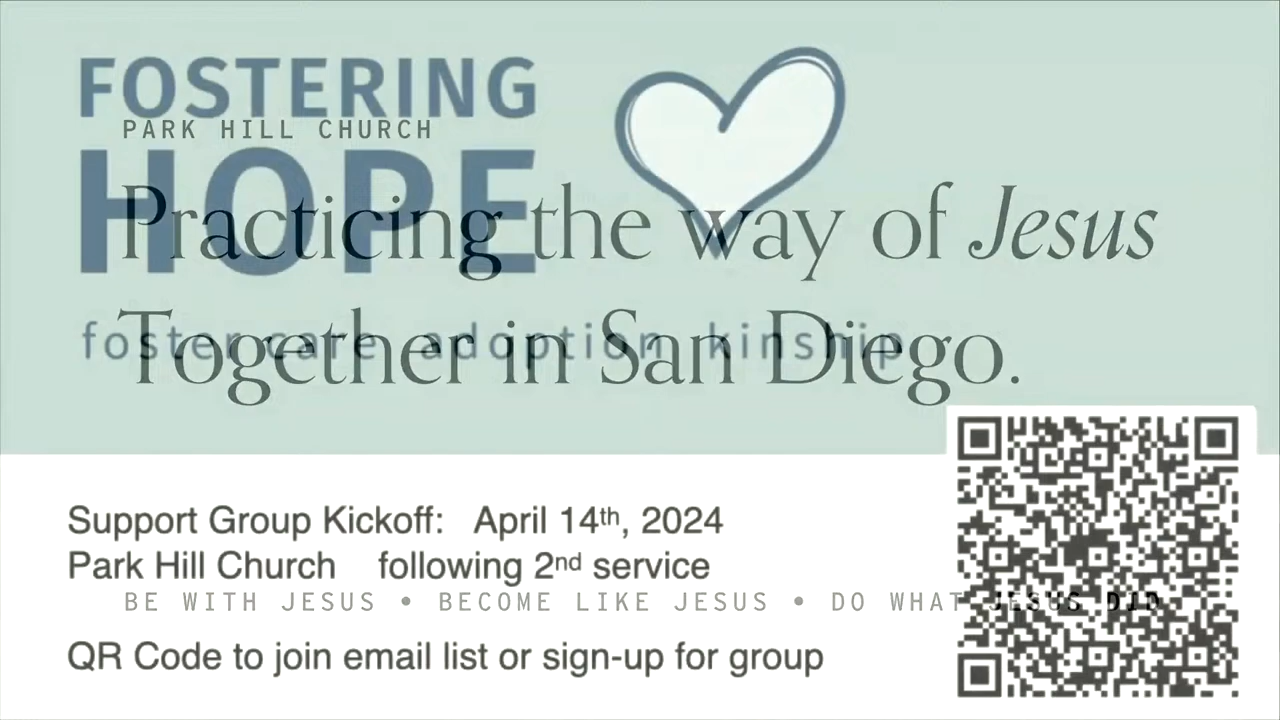 FOSTERING
PARK HILL CHURCH
HOPE
Practicing the way of Jesus
foster care adoption kinship
Together in San Diego.
Support Group Kickoff: April 14th, 2024
Park Hill Church following 2nd service
BE WITH JESUS • BECOME LIKE JESUS • DO WHAT JESUS DID
QR Code to join email list or sign-up for group